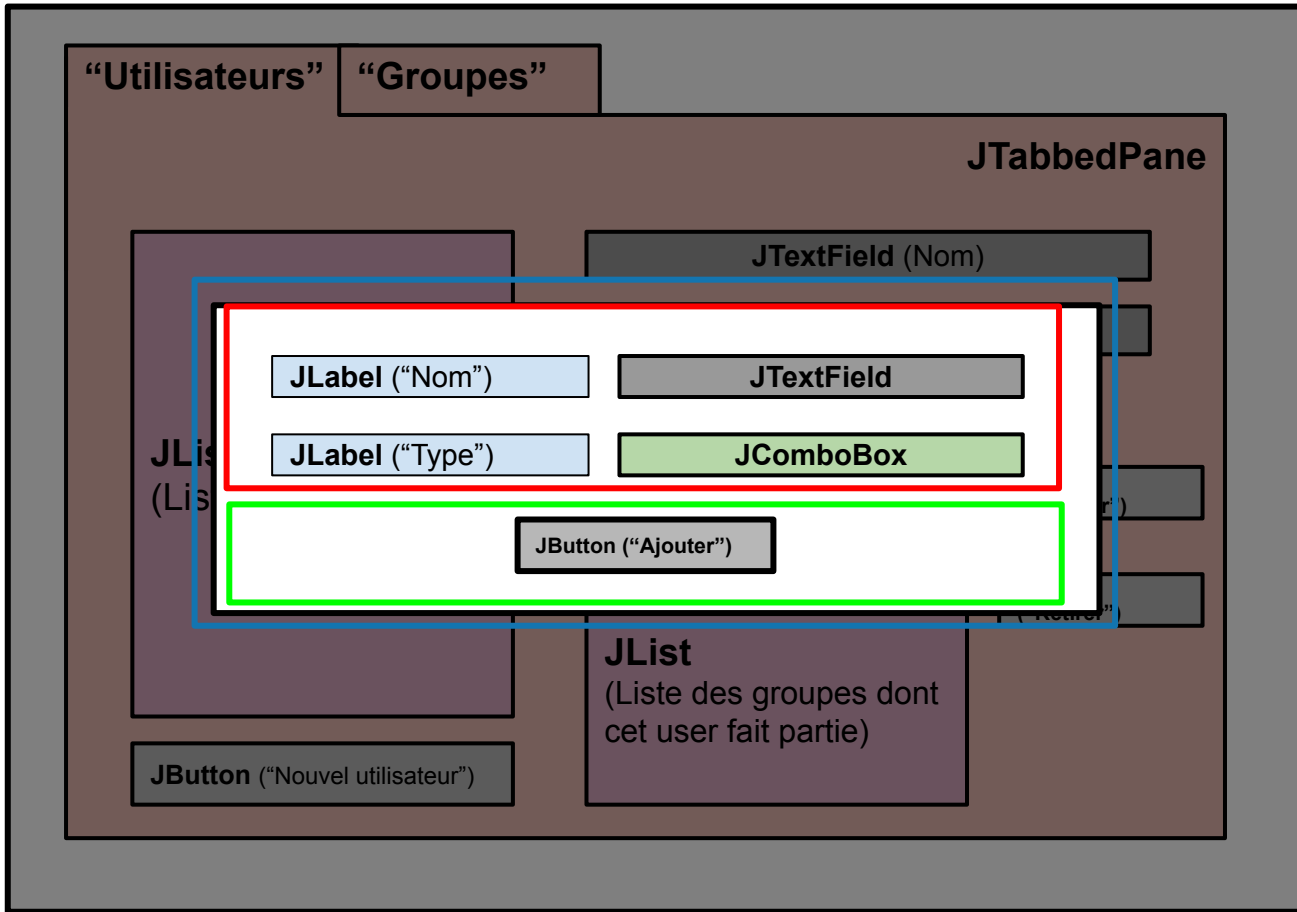 “Utilisateurs”
“Groupes”
JTabbedPane
JTextField (Nom)
JLabel (“Nom”)
JTextField
JLabel (“Type”)
JComboBox
JButton (“Ajouter”)
JList
(Liste des groupes dont
cet user fait partie)
JButton (“Nouvel utilisateur”)